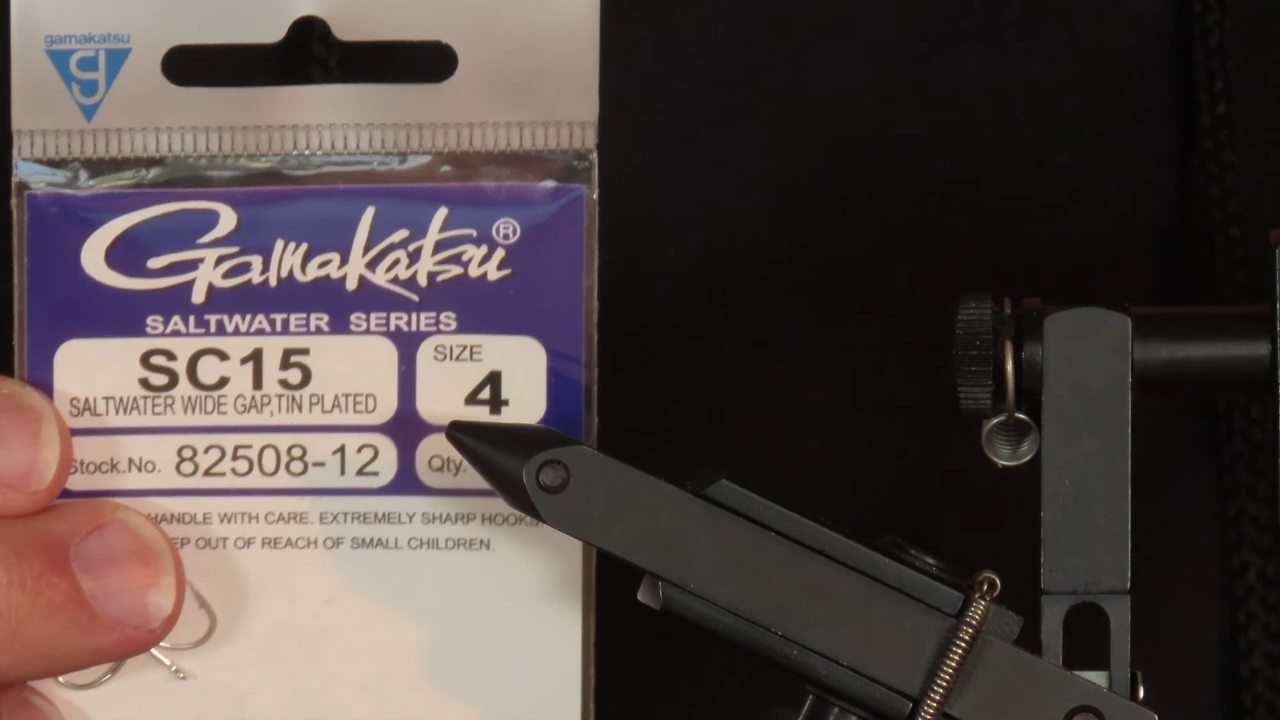 gamakatsu
Gamakatsu®
SALTWATER SERIES
SC15
SALTWATER WIDE GAP,TIN PLATED
SIZE
4
Stock.No. 82508-12
Qty.
HANDLE WITH CARE. EXTREMELY SHARP HOOKS.
OUT OF REACH OF SMALL CHILDREN.